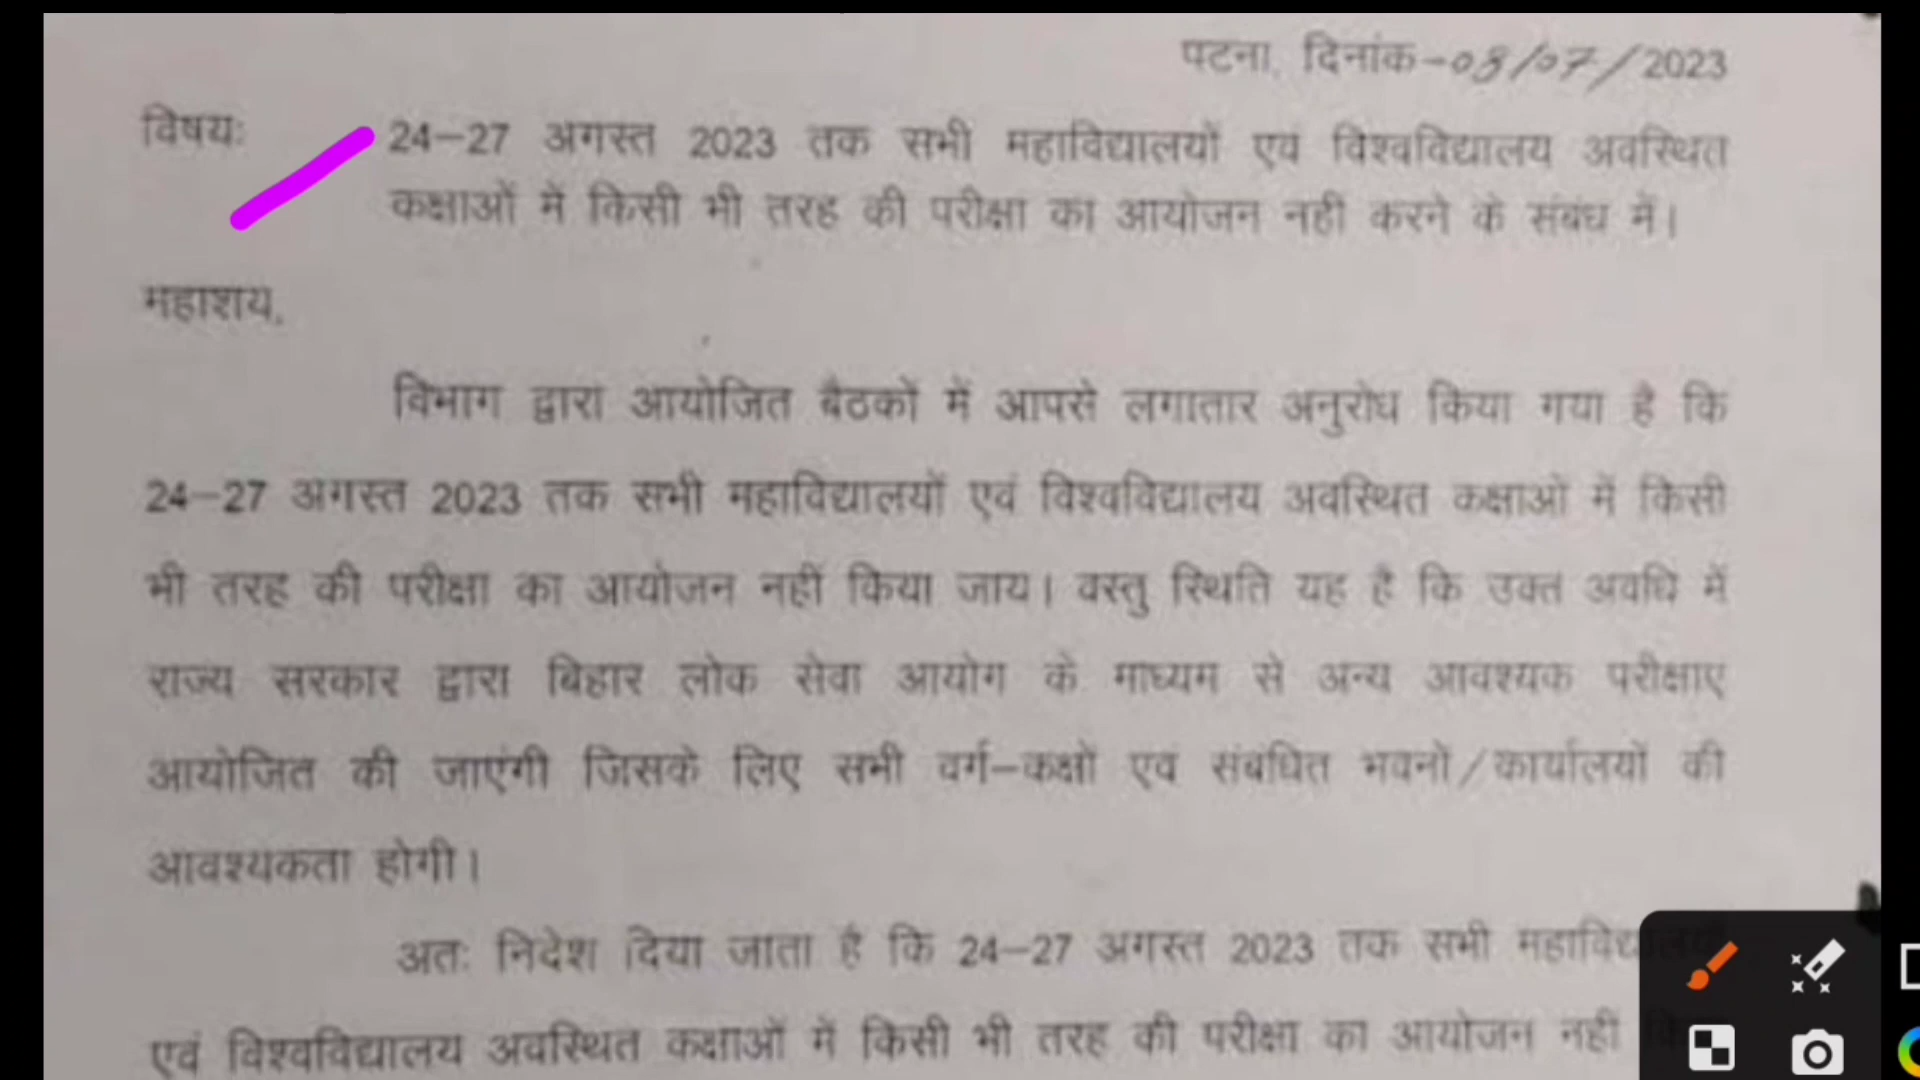 पटना, दिनांक-08/07/2023
विषयः 24-27 अगस्त 2023 तक सभी महाविद्यालयों एवं विश्वविद्यालय अवस्थित
कक्षाओं में किसी भी तरह की परीक्षा का आयोजन नहीं करने के संबंध में।
महाशय,
विभाग द्वारा आयोजित बैठकों में आपसे लगातार अनुरोध किया गया है कि
24-27 अगस्त 2023 तक सभी महाविद्यालयों एवं विश्वविद्यालय अवस्थित कक्षाओं में किसी
भी तरह की परीक्षा का आयोजन नहीं किया जाय। वस्तु स्थिति यह है कि उक्त अवधि में
राज्य सरकार द्वारा बिहार लोक सेवा आयोग के माध्यम से अन्य आवश्यक परीक्षाए
आयोजित की जाएंगी जिसके लिए सभी वर्ग-कक्षों एवं संबंधित भवनों/कार्यालयों की
आवश्यकता होगी।
अतः निदेश दिया जाता है कि 24-27 अगस्त 2023 तक सभी
एवं विश्वविद्यालय अवस्थित कक्षाओं में किसी भी तरह की परीक्षा का आयोजन नहीं